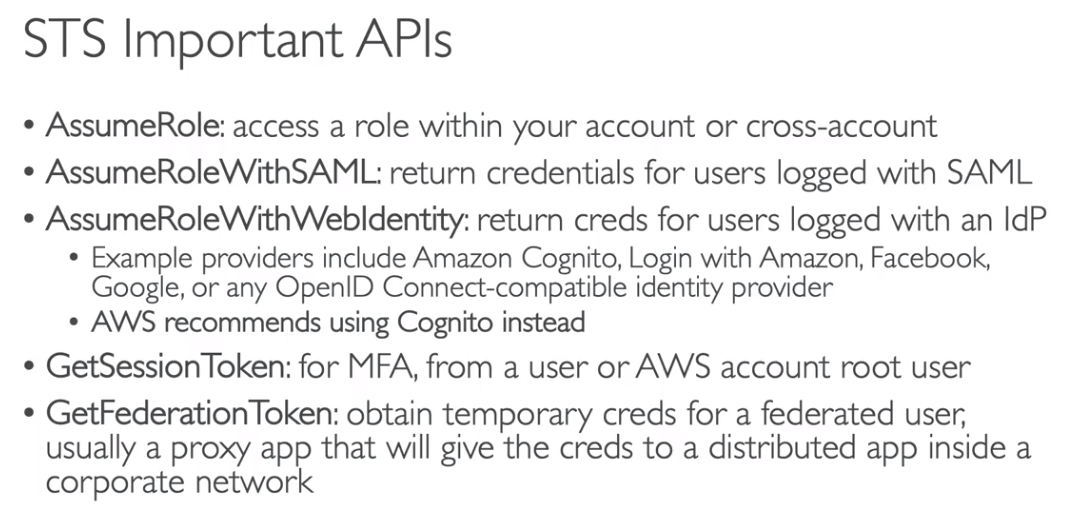 STS Important APIs
• AssumeRole: access a role within your account or cross-account
• AssumeRoleWithSAML: return credentials for users logged with SAML
• AssumeRoleWithWebIdentity: return creds for users logged with an IdP
• Example providers include Amazon Cognito, Login with Amazon, Facebook,
Google, or any OpenID Connect-compatible identity provider
• AWS recommends using Cognito instead
• GetSessionToken: for MFA, from a user or AWS account root user
• GetFederationToken: obtain temporary creds for a federated user,
usually a proxy app that will give the creds to a distributed app inside a
corporate network